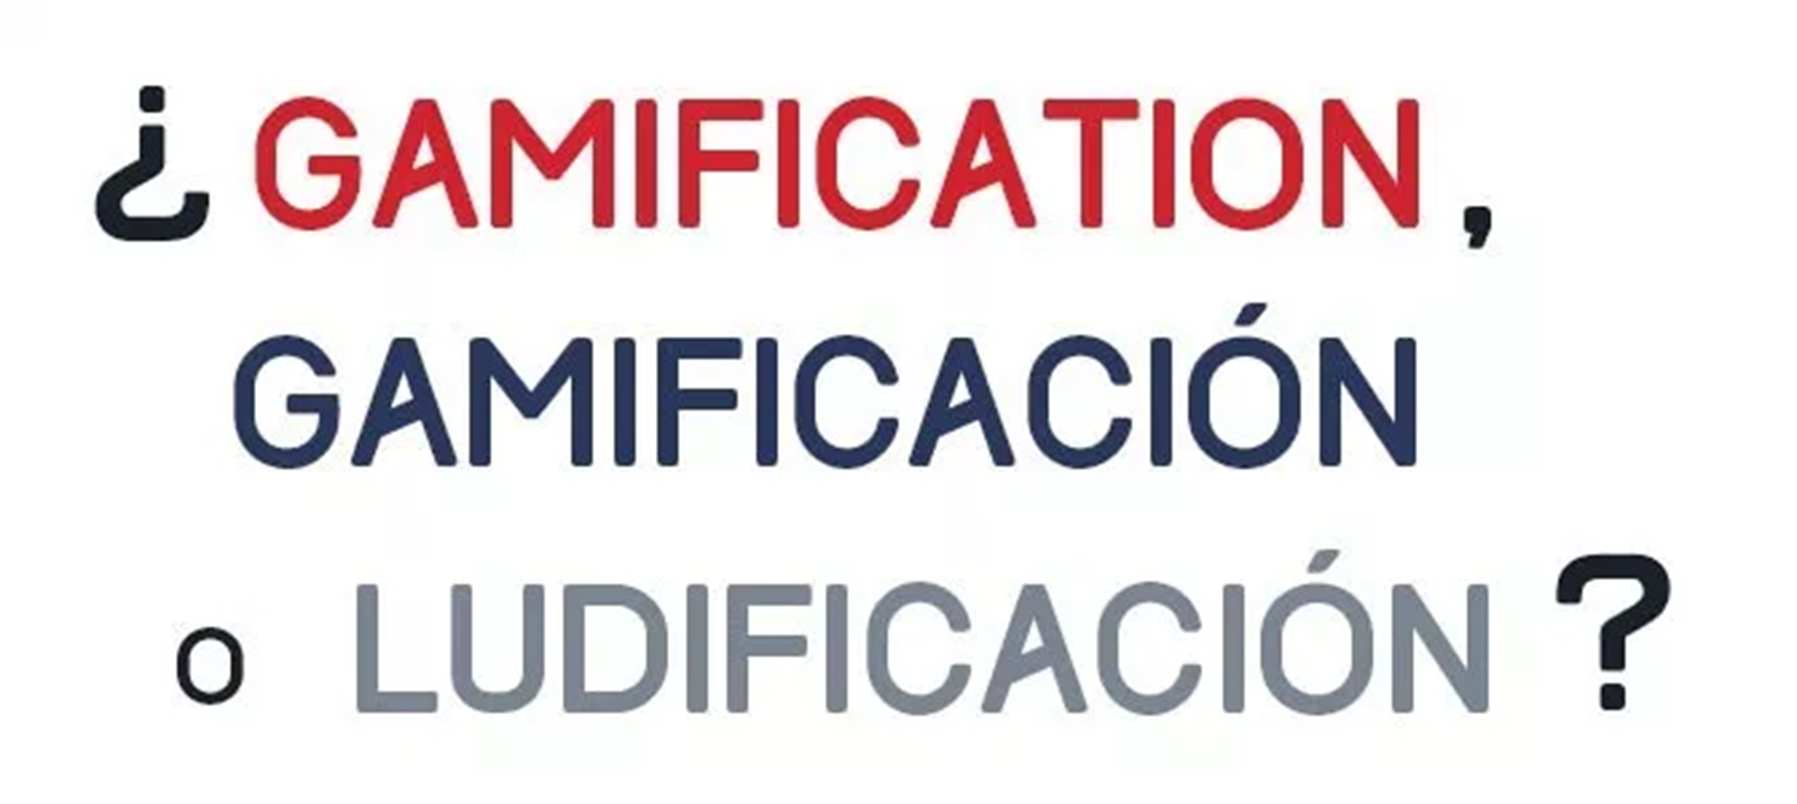 ¿ GAMIFICATION,
GAMIFICACIÓN
o LUDIFICACIÓN ?